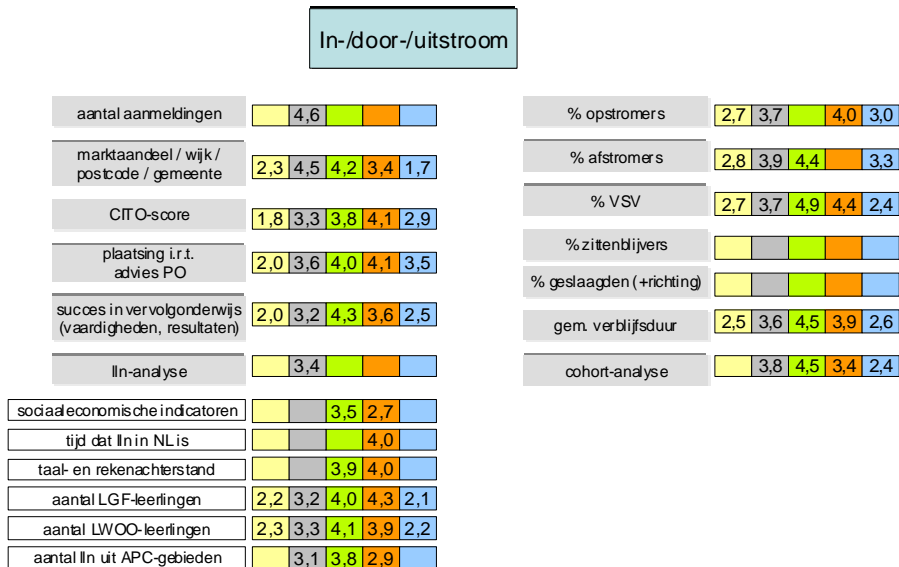 In-/door-/uitstroom
aantal aanmeldingen 4,6
marktaandeel / wijk /
postcode / gemeente 2,3 4,5 4,2 3,4 1,7
CITO-score 1,8 3,3 3,8 4,1 2,9
plaatsing i.r.t.
advies PO 2,0 3,6 4,0 4,1 3,5
succes in vervolgonderwijs
(vaardigheden, resultaten) 2,0 3,2 4,3 3,6 2,5
lln-analyse 3,4
sociaaleconomische indicatoren 3,5 2,7
tijd dat lln in NL is 4,0
taal- en rekenachterstand 3,9 4,0
aantal LGF-leerlingen 2,2 3,2 4,0 4,3 2,1
aantal LWOO-leerlingen 2,3 3,3 4,1 3,9 2,2
aantal lln uit APC-gebieden 3,1 3,8 2,9
% opstromers 2,7 3,7 4,0 3,0
% afstromers 2,8 3,9 4,4 3,3
% VSV 2,7 3,7 4,9 4,4 2,4
% zittenblijvers
% geslaagden (+richting)
gem. verblijfsduur 2,5 3,6 4,5 3,9 2,6
cohort-analyse 3,8 4,5 3,4 2,4